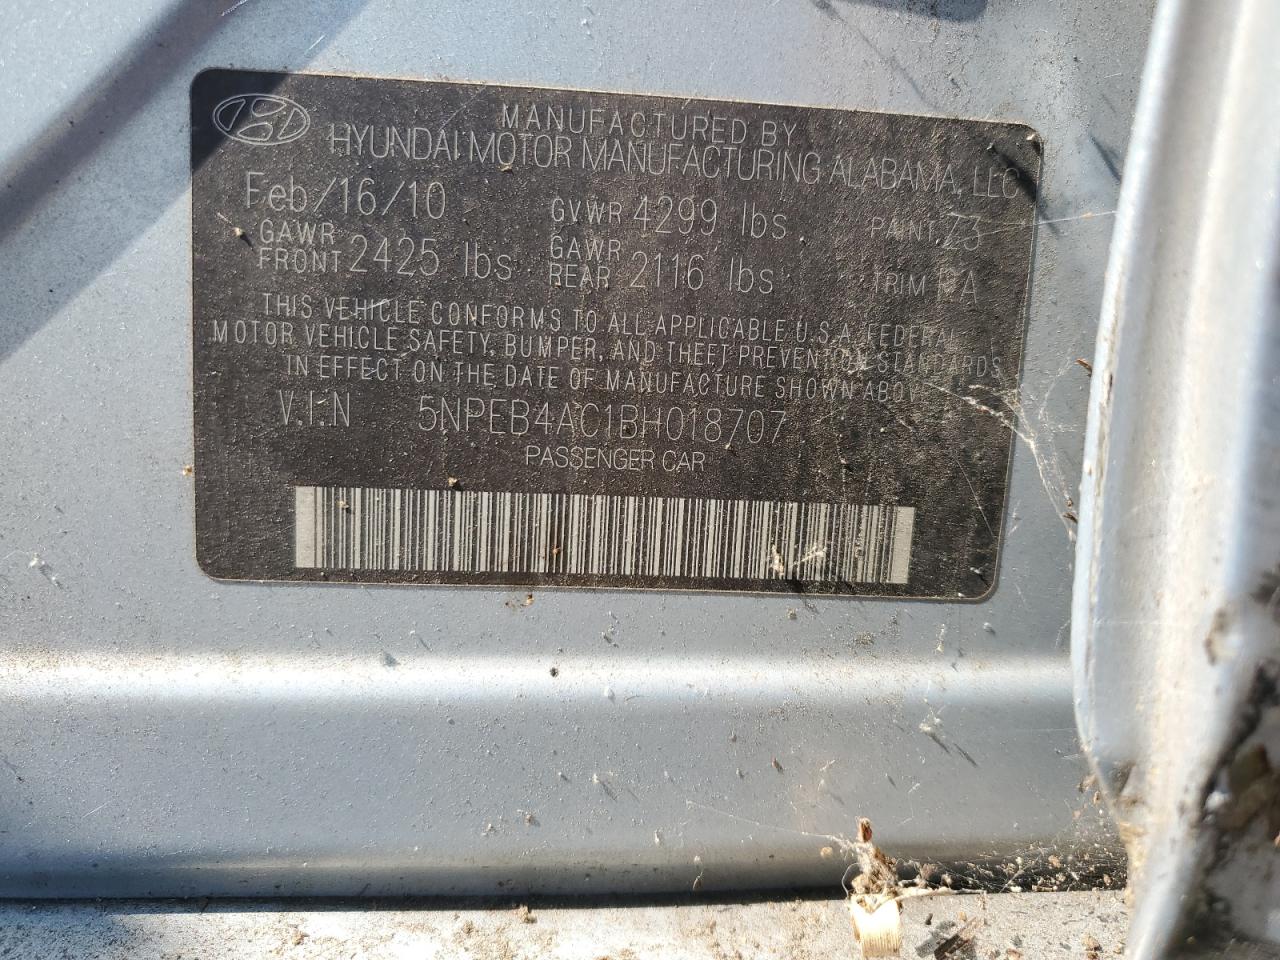 MANUFACTURED BY
HYUNDAI MOTOR MANUFACTURING ALABAMA, LLC
Feb/16/10 GVWR 4299 lbs PAINT Z3
GAWR FRONT 2425 lbs GAWR REAR 2116 lbs TRIM
THIS VEHICLE CONFORMS TO ALL APPLICABLE U.S.A. FEDERAL
MOTOR VEHICLE SAFETY, BUMPER, AND THEFT PREVENTION STANDARDS
IN EFFECT ON THE DATE OF MANUFACTURE SHOWN ABOVE
V.I.N 5NPEB4AC1BH018707
PASSENGER CAR